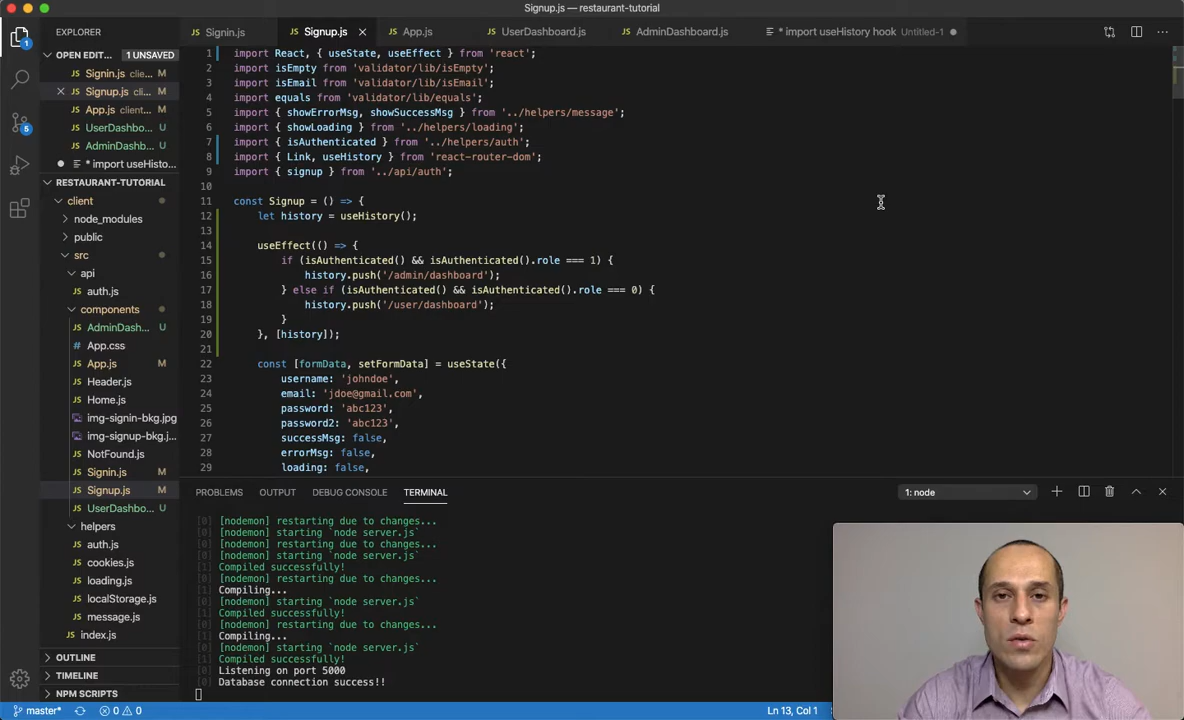 Signup.js — restaurant-tutorial
EXPLORER
Signin.js
Signup.js
App.js
UserDashboard.js
AdminDashboard.js
* import useHistory hook Untitled-1
OPEN EDIT... 1 UNSAVED
Signin.js clie... M
Signup.js cli... M
App.js client... M
UserDashbo... U
AdminDashb... U
* import useHisto...
RESTAURANT-TUTORIAL
client
node_modules
public
src
api
auth.js
components
AdminDash... U
App.css
App.js M
Header.js
Home.js
img-signin-bkg.jpg
img-signup-bkg.j...
NotFound.js
Signin.js M
Signup.js M
UserDashbo... U
helpers
auth.js
cookies.js
loading.js
localStorage.js
message.js
index.js
OUTLINE
TIMELINE
NPM SCRIPTS
1
5
1 import React, { useState, useEffect } from 'react';
2 import isEmpty from 'validator/lib/isEmpty';
3 import isEmail from 'validator/lib/isEmail';
4 import equals from 'validator/lib/equals';
5 import { showErrorMsg, showSuccessMsg } from '../helpers/message';
6 import { showLoading } from '../helpers/loading';
7 import { isAuthenticated } from '../helpers/auth';
8 import { Link, useHistory } from 'react-router-dom';
9 import { signup } from '../api/auth';
10
11 const Signup = () => {
12 let history = useHistory();
13
14 useEffect(() => {
15 if (isAuthenticated() && isAuthenticated().role === 1) {
16 history.push('/admin/dashboard');
17 } else if (isAuthenticated() && isAuthenticated().role === 0) {
18 history.push('/user/dashboard');
19 }
20 }, [history]);
21
22 const [formData, setFormData] = useState({
23 username: 'johndoe',
24 email: 'jdoe@gmail.com',
25 password: 'abc123',
26 password2: 'abc123',
27 successMsg: false,
28 errorMsg: false,
29 loading: false,
PROBLEMS OUTPUT DEBUG CONSOLE TERMINAL
1: node
[0] [nodemon] restarting due to changes...
[0] [nodemon] starting `node server.js`
[0] [nodemon] restarting due to changes...
[0] [nodemon] starting `node server.js`
[1] Compiled successfully!
[0] [nodemon] restarting due to changes...
[1] Compiling...
[0] [nodemon] starting `node server.js`
[1] Compiled successfully!
[0] [nodemon] restarting due to changes...
[1] Compiling...
[0] [nodemon] starting `node server.js`
[1] Compiled successfully!
[0] Listening on port 5000
[0] Database connection success!!
master* 0 0
Ln 13, Col 1